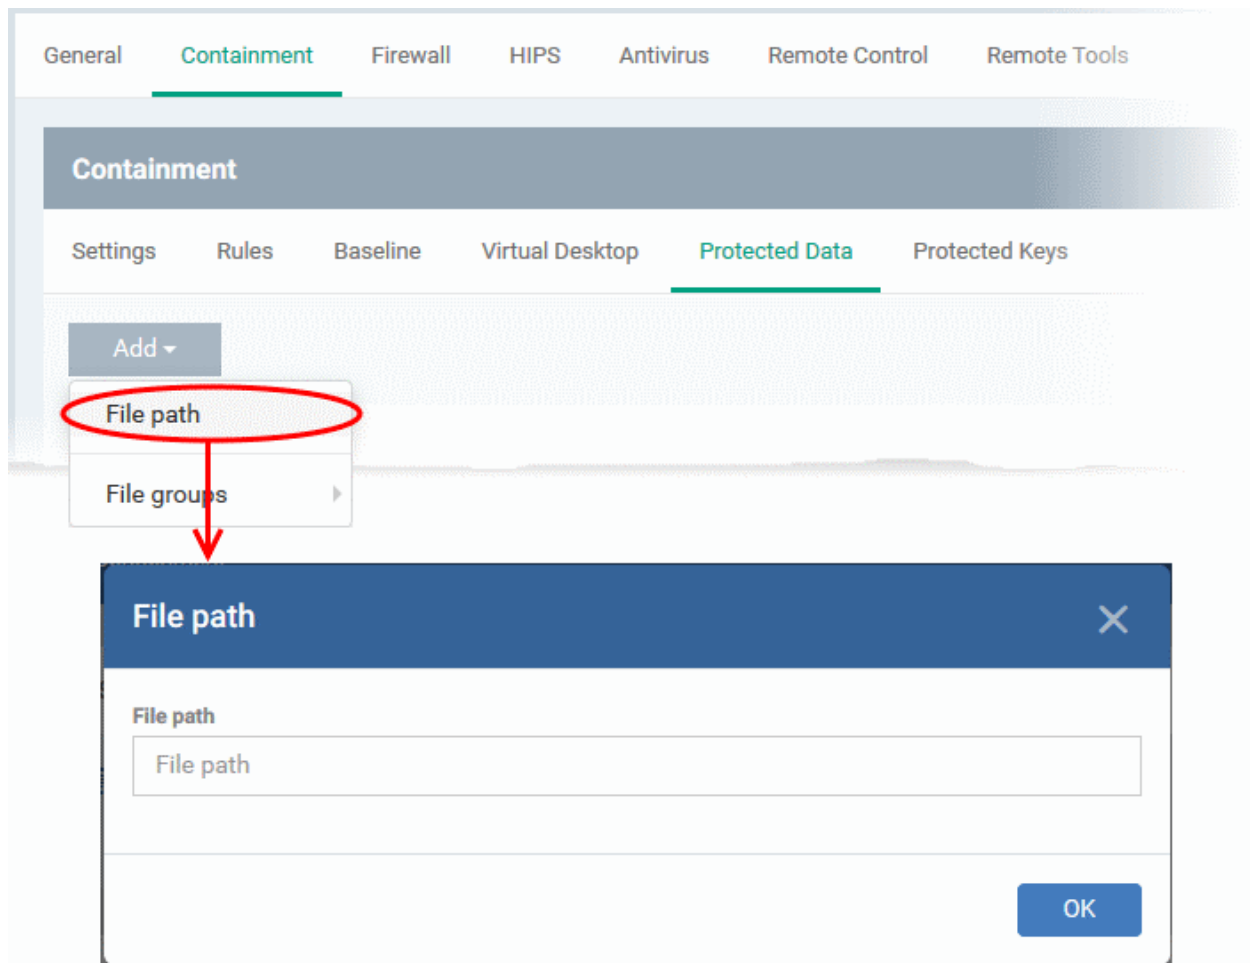 General Containment Firewall HIPS Antivirus Remote Control Remote Tools
Containment
Settings Rules Baseline Virtual Desktop Protected Data Protected Keys
Add
File path
File groups
File path
File path
File path
OK